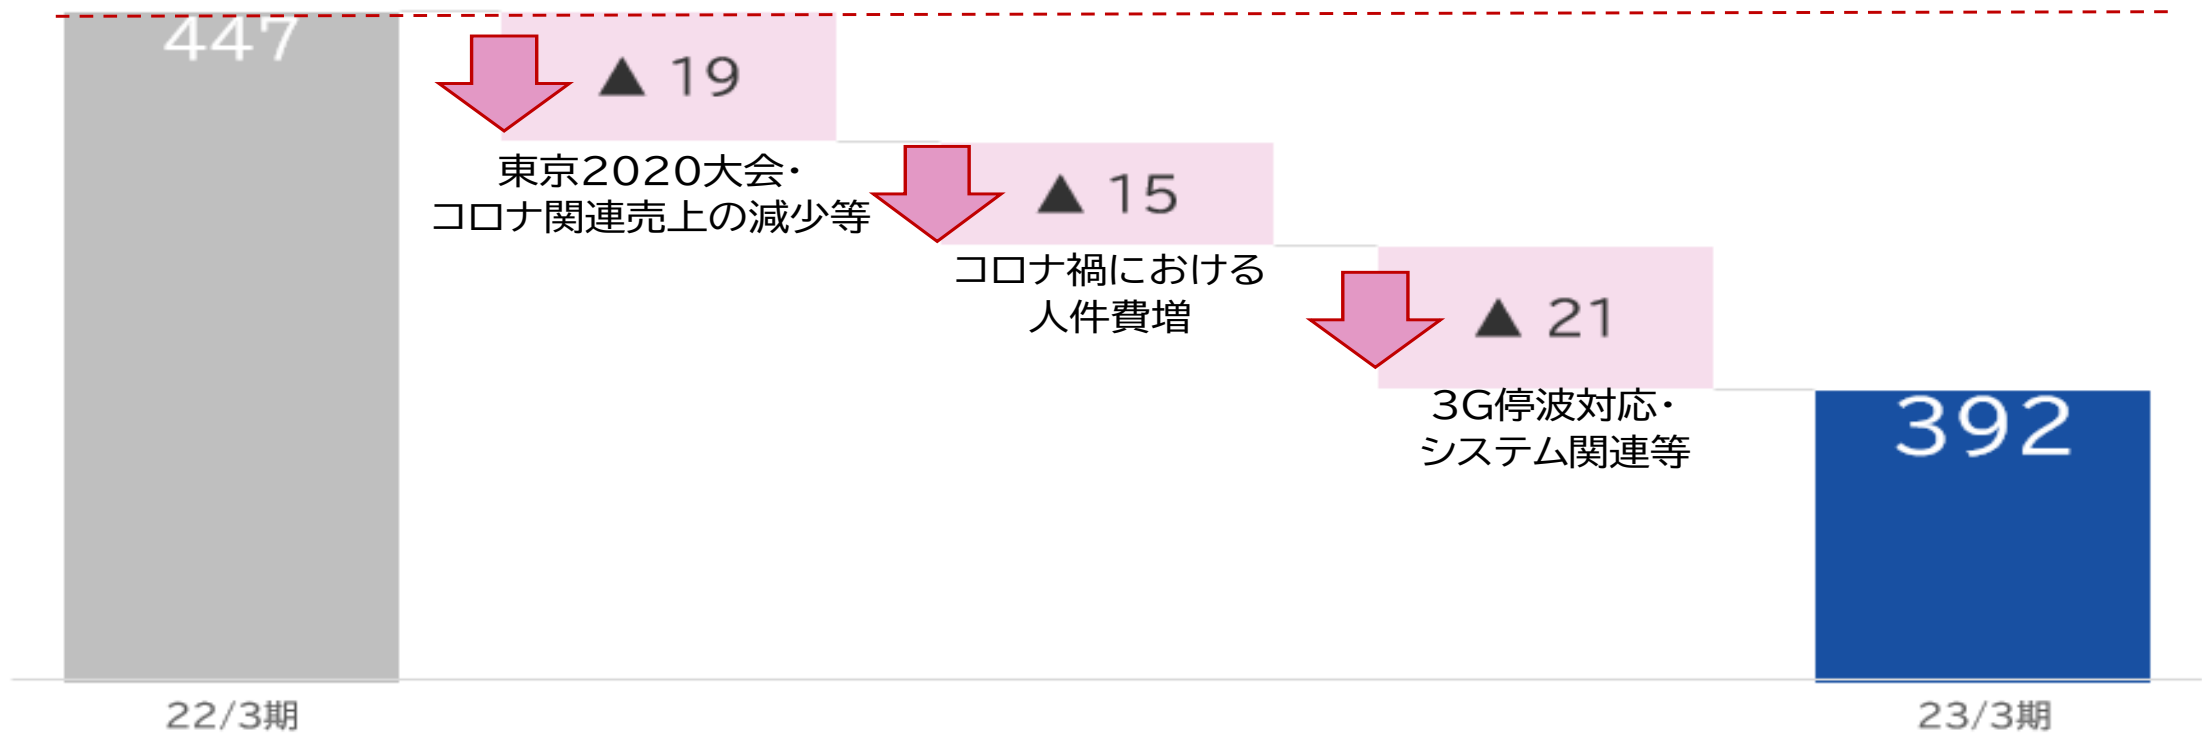 447
▲ 19
東京2020大会・
コロナ関連売上の減少等
▲ 15
コロナ禍における
人件費増
▲ 21
3G停波対応・
システム関連等
392
22/3期
23/3期